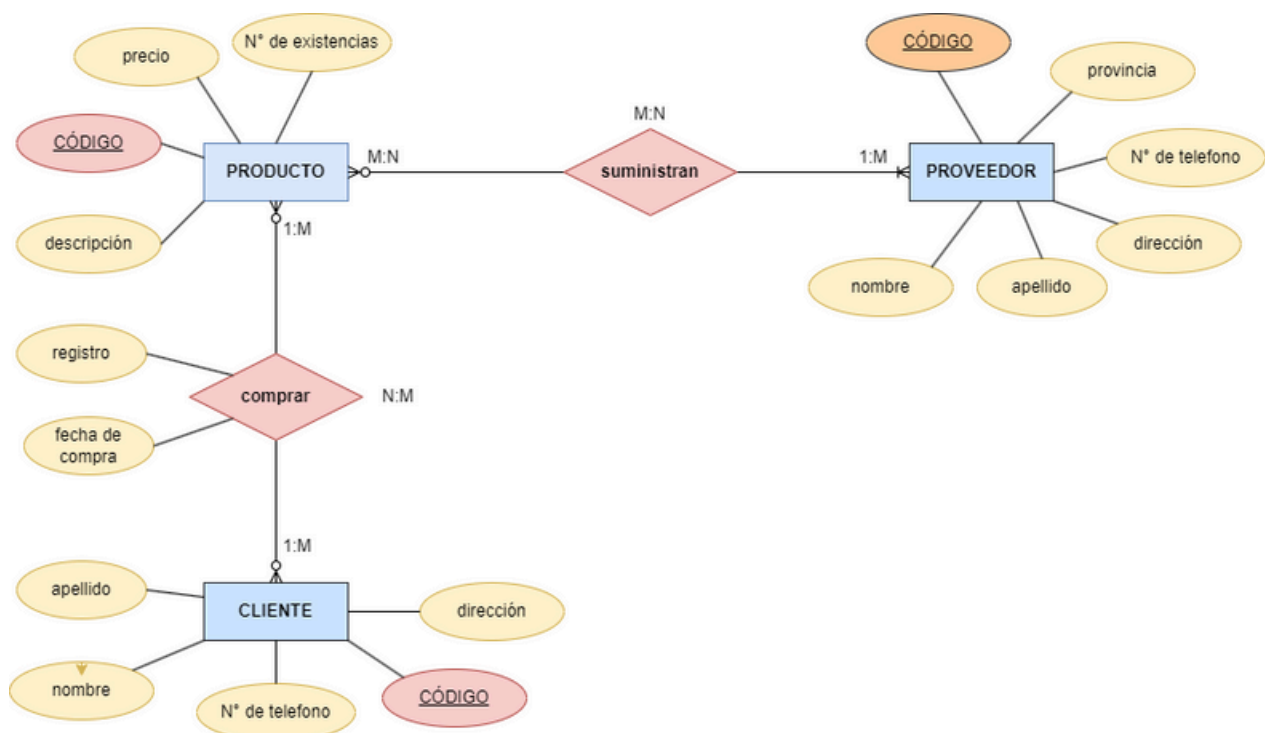 N° de existencias
precio
CÓDIGO
CÓDIGO
provincia
M:N
PRODUCTO
M:N
suministran
1:M
PROVEEDOR
N° de telefono
descripción
1:M
dirección
nombre
apellido
registro
comprar
N:M
fecha de
compra
1:M
apellido
CLIENTE
dirección
nombre
N° de telefono
CÓDIGO